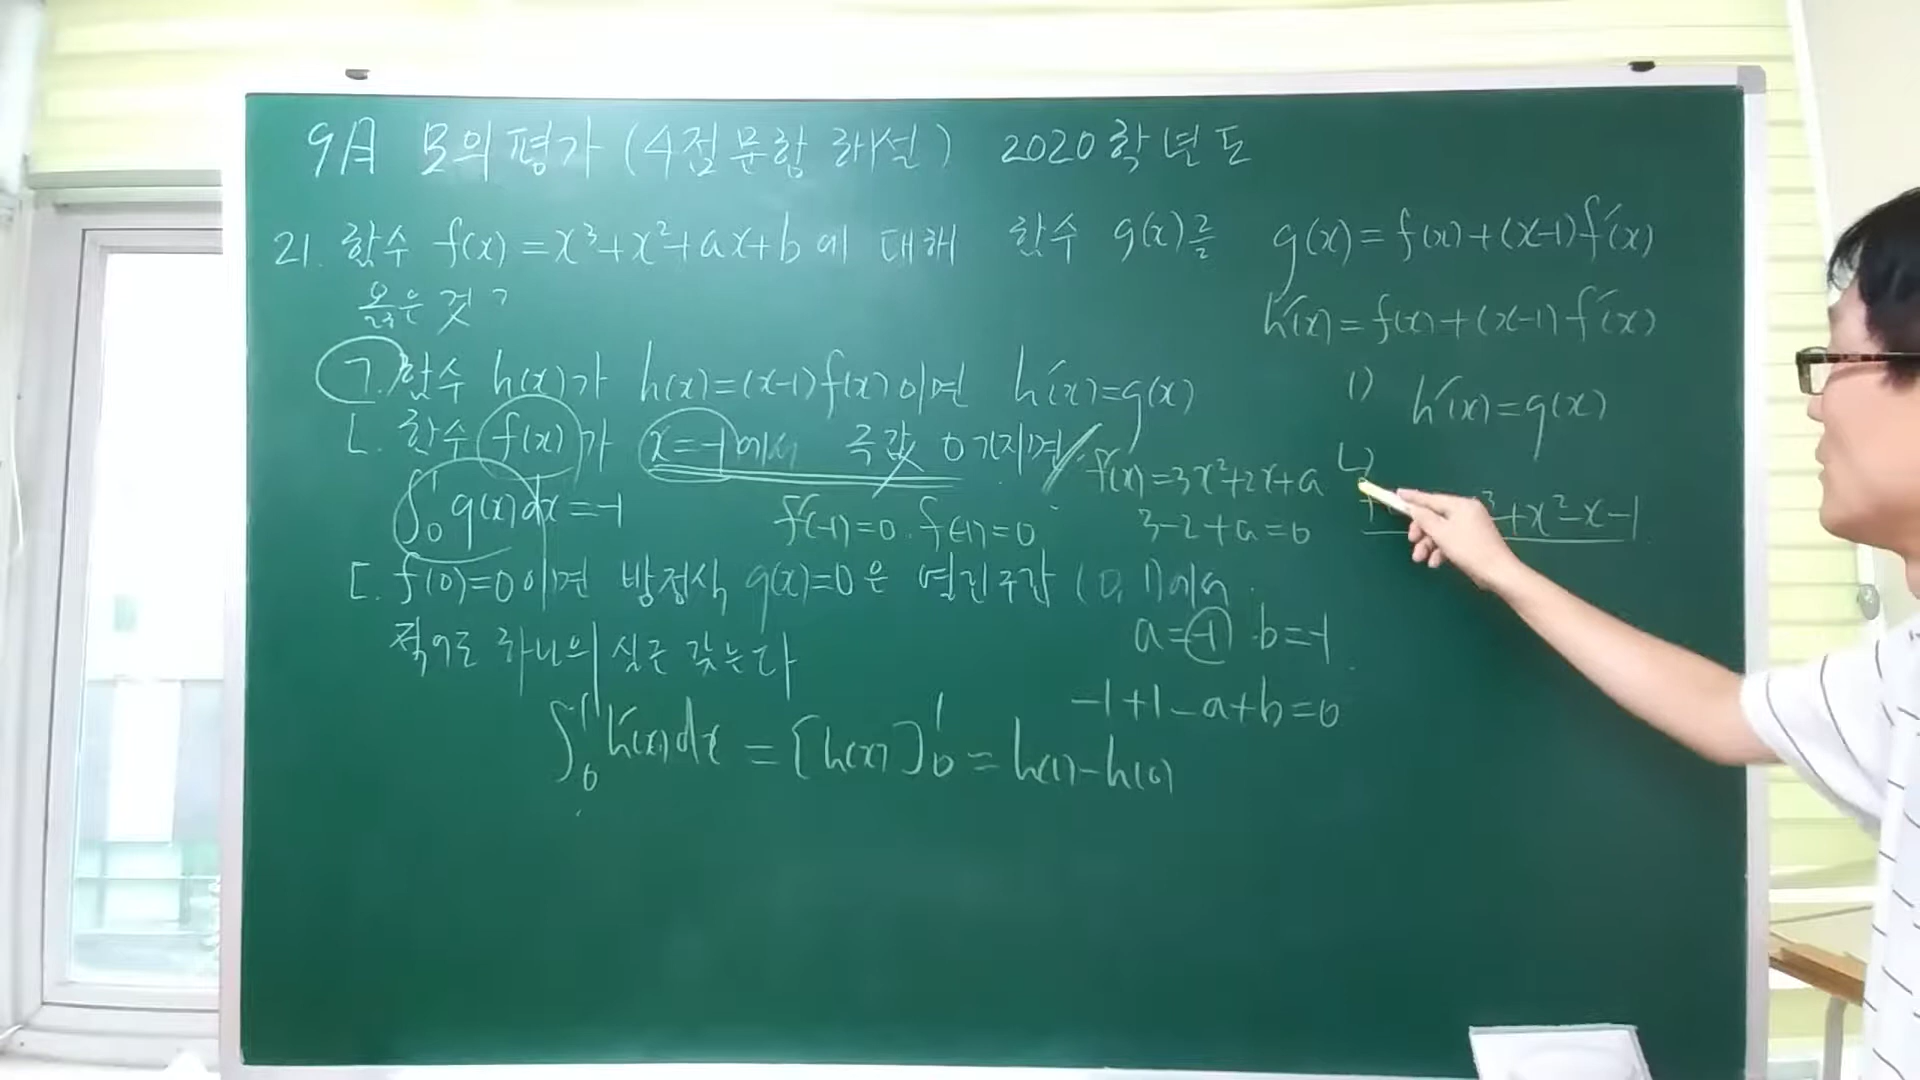 9月 모의평가 (4점문항 해설) 2020학년도
21. 함수 f(x)=x³+x²+ax+b에 대해 함수 g(x)를 g(x)=f(x)+(x-1)f'(x)
옳은 것?
h'(x)=f(x)+(x-1)f'(x)
ㄱ. 함수 h(x)가 h(x)=(x-1)f(x)이면 h'(x)=g(x)
1) h'(x)=g(x)
ㄴ. 함수 f(x)가 x=-1에서 극값 0 가지면
∫₀¹ g(x)dx=-1
f'(-1)=0. f(-1)=0
f'(x)=3x²+2x+a
3-2+a=0
ㄴ)
+x²-x-1
ㄷ. f(0)=0이면 방정식 g(x)=0은 열린구간 (0,1)에서
적어도 하나의 실근 갖는다
a=-1 b=-1
-1+1-a+b=0
∫₀¹ h'(x)dx = [h(x)]₀¹ = h(1)-h(0)